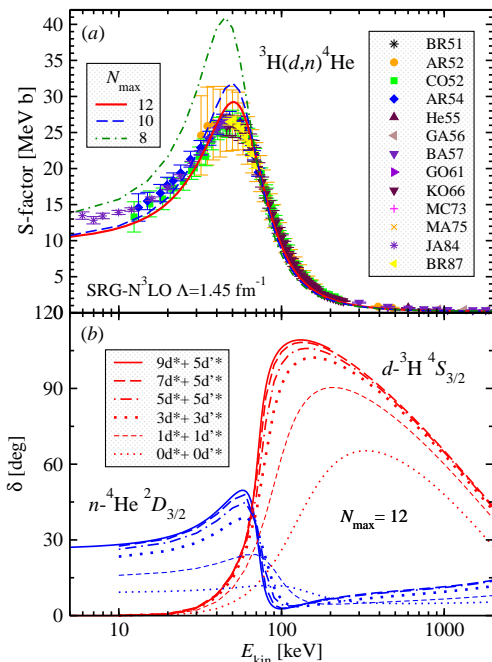 (a)
³H(d,n)⁴He
N_max
12
10
8
BR51
AR52
CO52
AR54
He55
GA56
BA57
GO61
KO66
MC73
MA75
JA84
BR87
SRG-N³LO Λ=1.45 fm⁻¹
S-factor [MeV b]
40
35
30
25
20
15
10
5
120
(b)
9d*+ 5d'*
7d*+ 5d'*
5d*+ 5d'*
3d*+ 3d'*
1d*+ 1d'*
0d*+ 0d'*
d-³H ⁴S₃/₂
n-⁴He ²D₃/₂
N_max = 12
δ [deg]
90
60
30
0
10
100
1000
E_kin [keV]